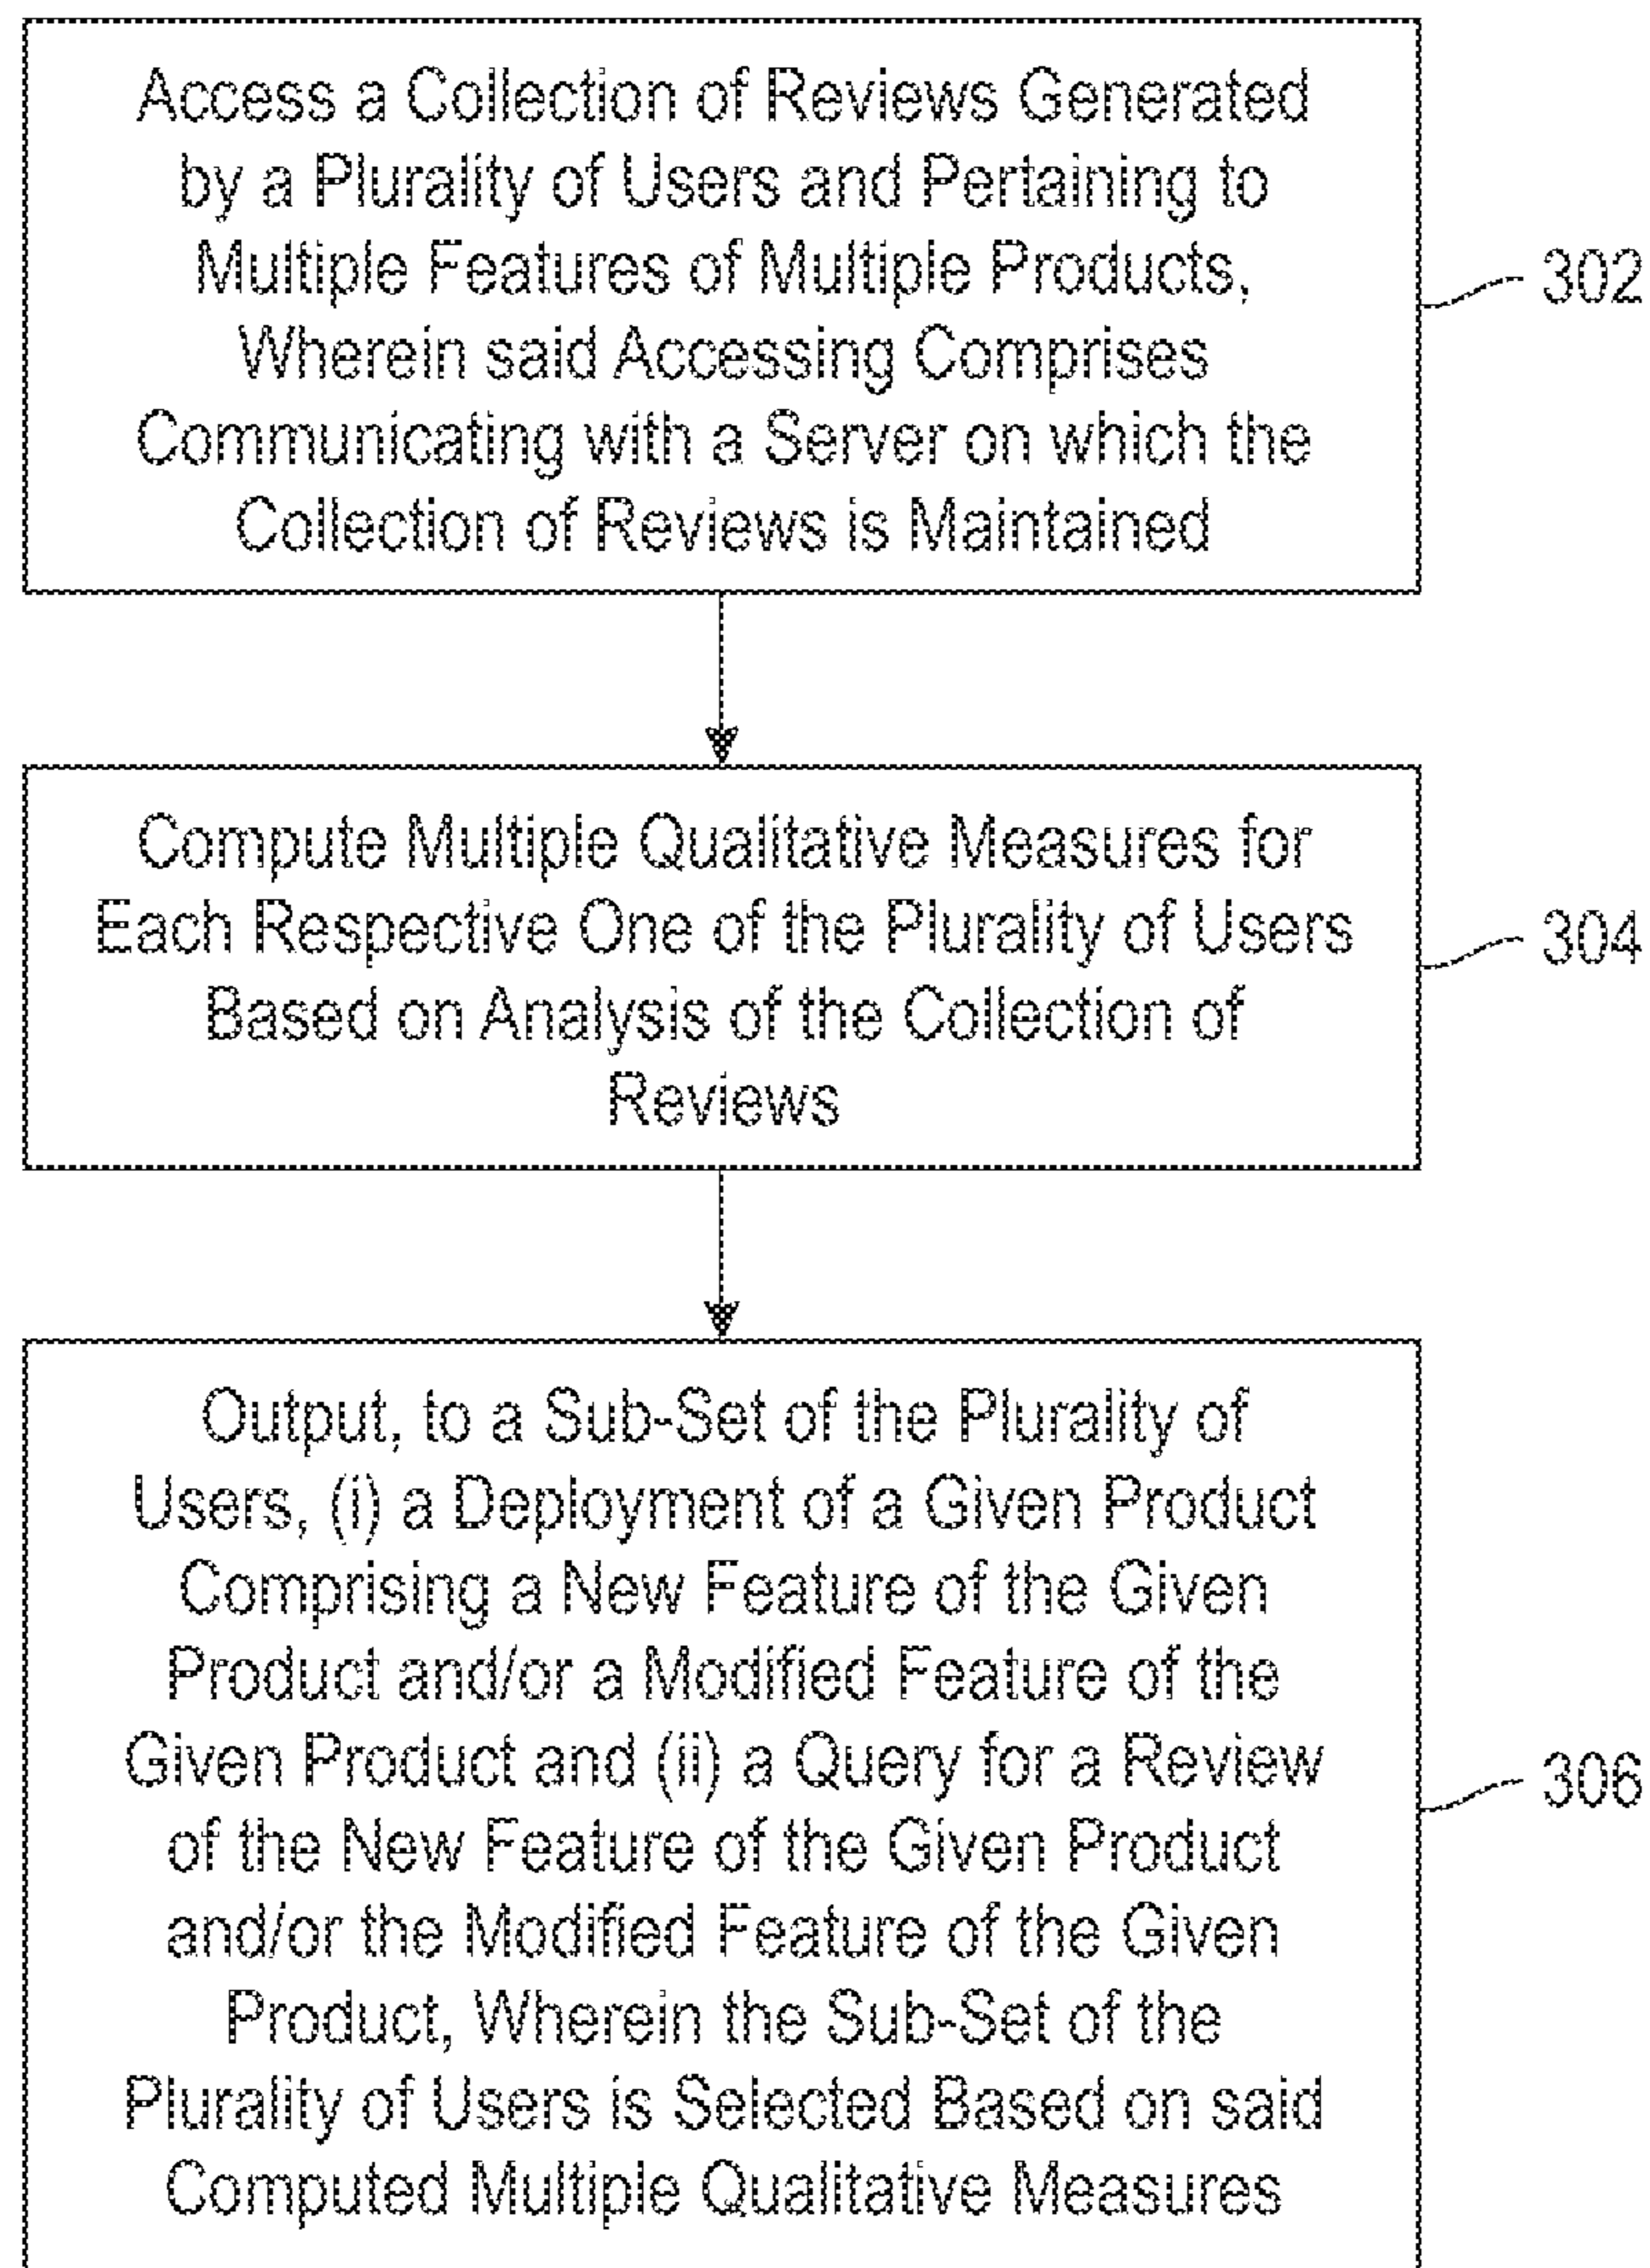 Access a Collection of Reviews Generated
by a Plurality of Users and Pertaining to
Multiple Features of Multiple Products,
Wherein said Accessing Comprises
Communicating with a Server on which the
Collection of Reviews is Maintained
302
Compute Multiple Qualitative Measures for
Each Respective One of the Plurality of Users
Based on Analysis of the Collection of
Reviews
304
Output, to a Sub-Set of the Plurality of
Users, (i) a Deployment of a Given Product
Comprising a New Feature of the Given
Product and/or a Modified Feature of the
Given Product and (ii) a Query for a Review
of the New Feature of the Given Product
and/or the Modified Feature of the Given
Product, Wherein the Sub-Set of the
Plurality of Users is Selected Based on said
Computed Multiple Qualitative Measures
306